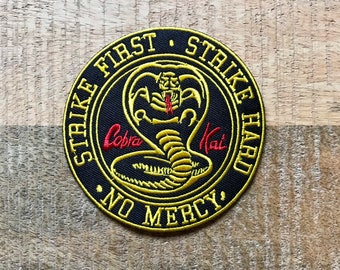 STRIKE FIRST · STRIKE HARD
· NO MERCY ·
Cobra Kai